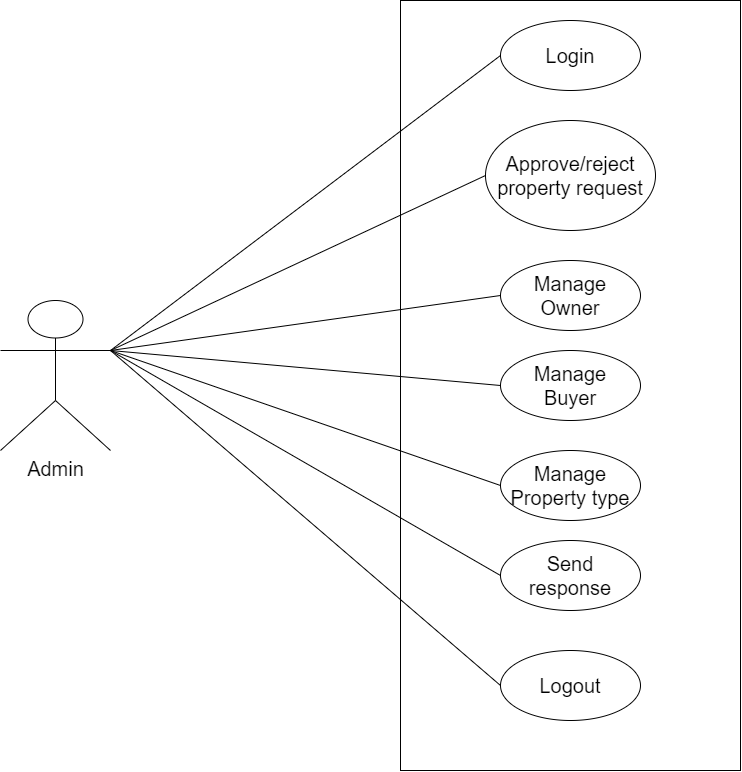 Login
Approve/reject
property request
Manage
Owner
Manage
Buyer
Admin
Manage
Property type
Send
response
Logout